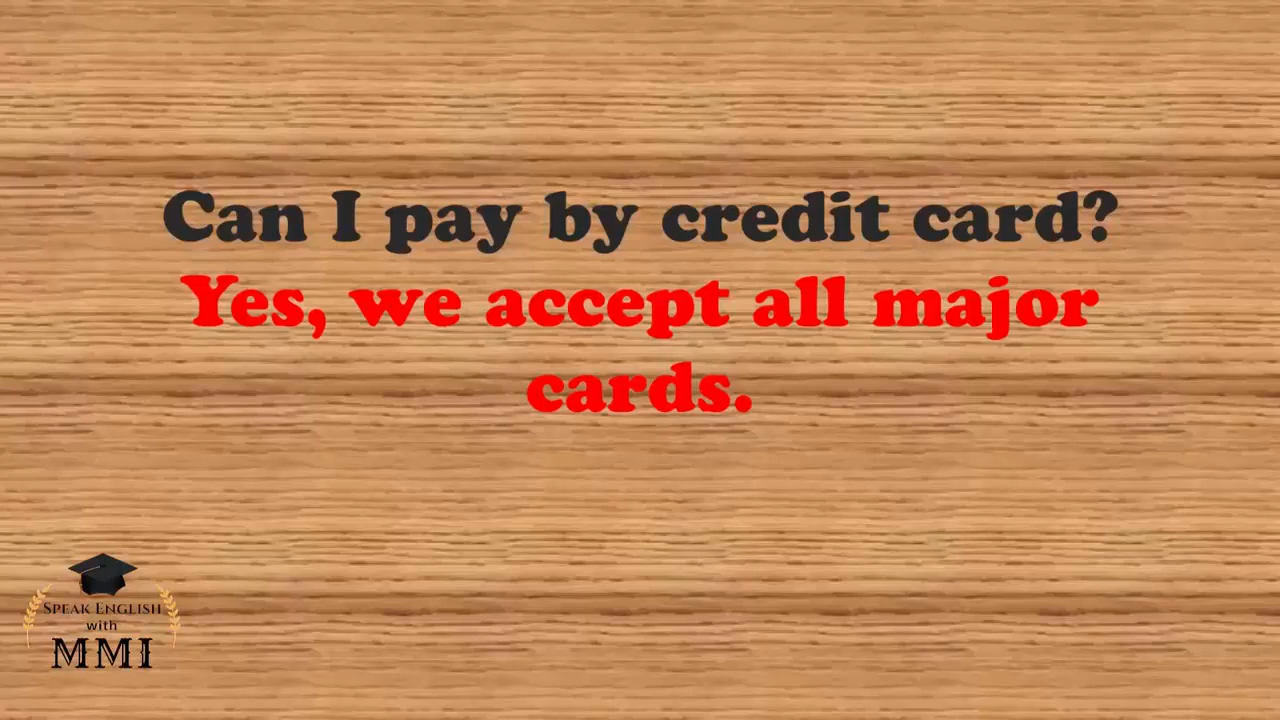 Can I pay by credit card?
Yes, we accept all major
cards.
SPEAK ENGLISH
with
MMI